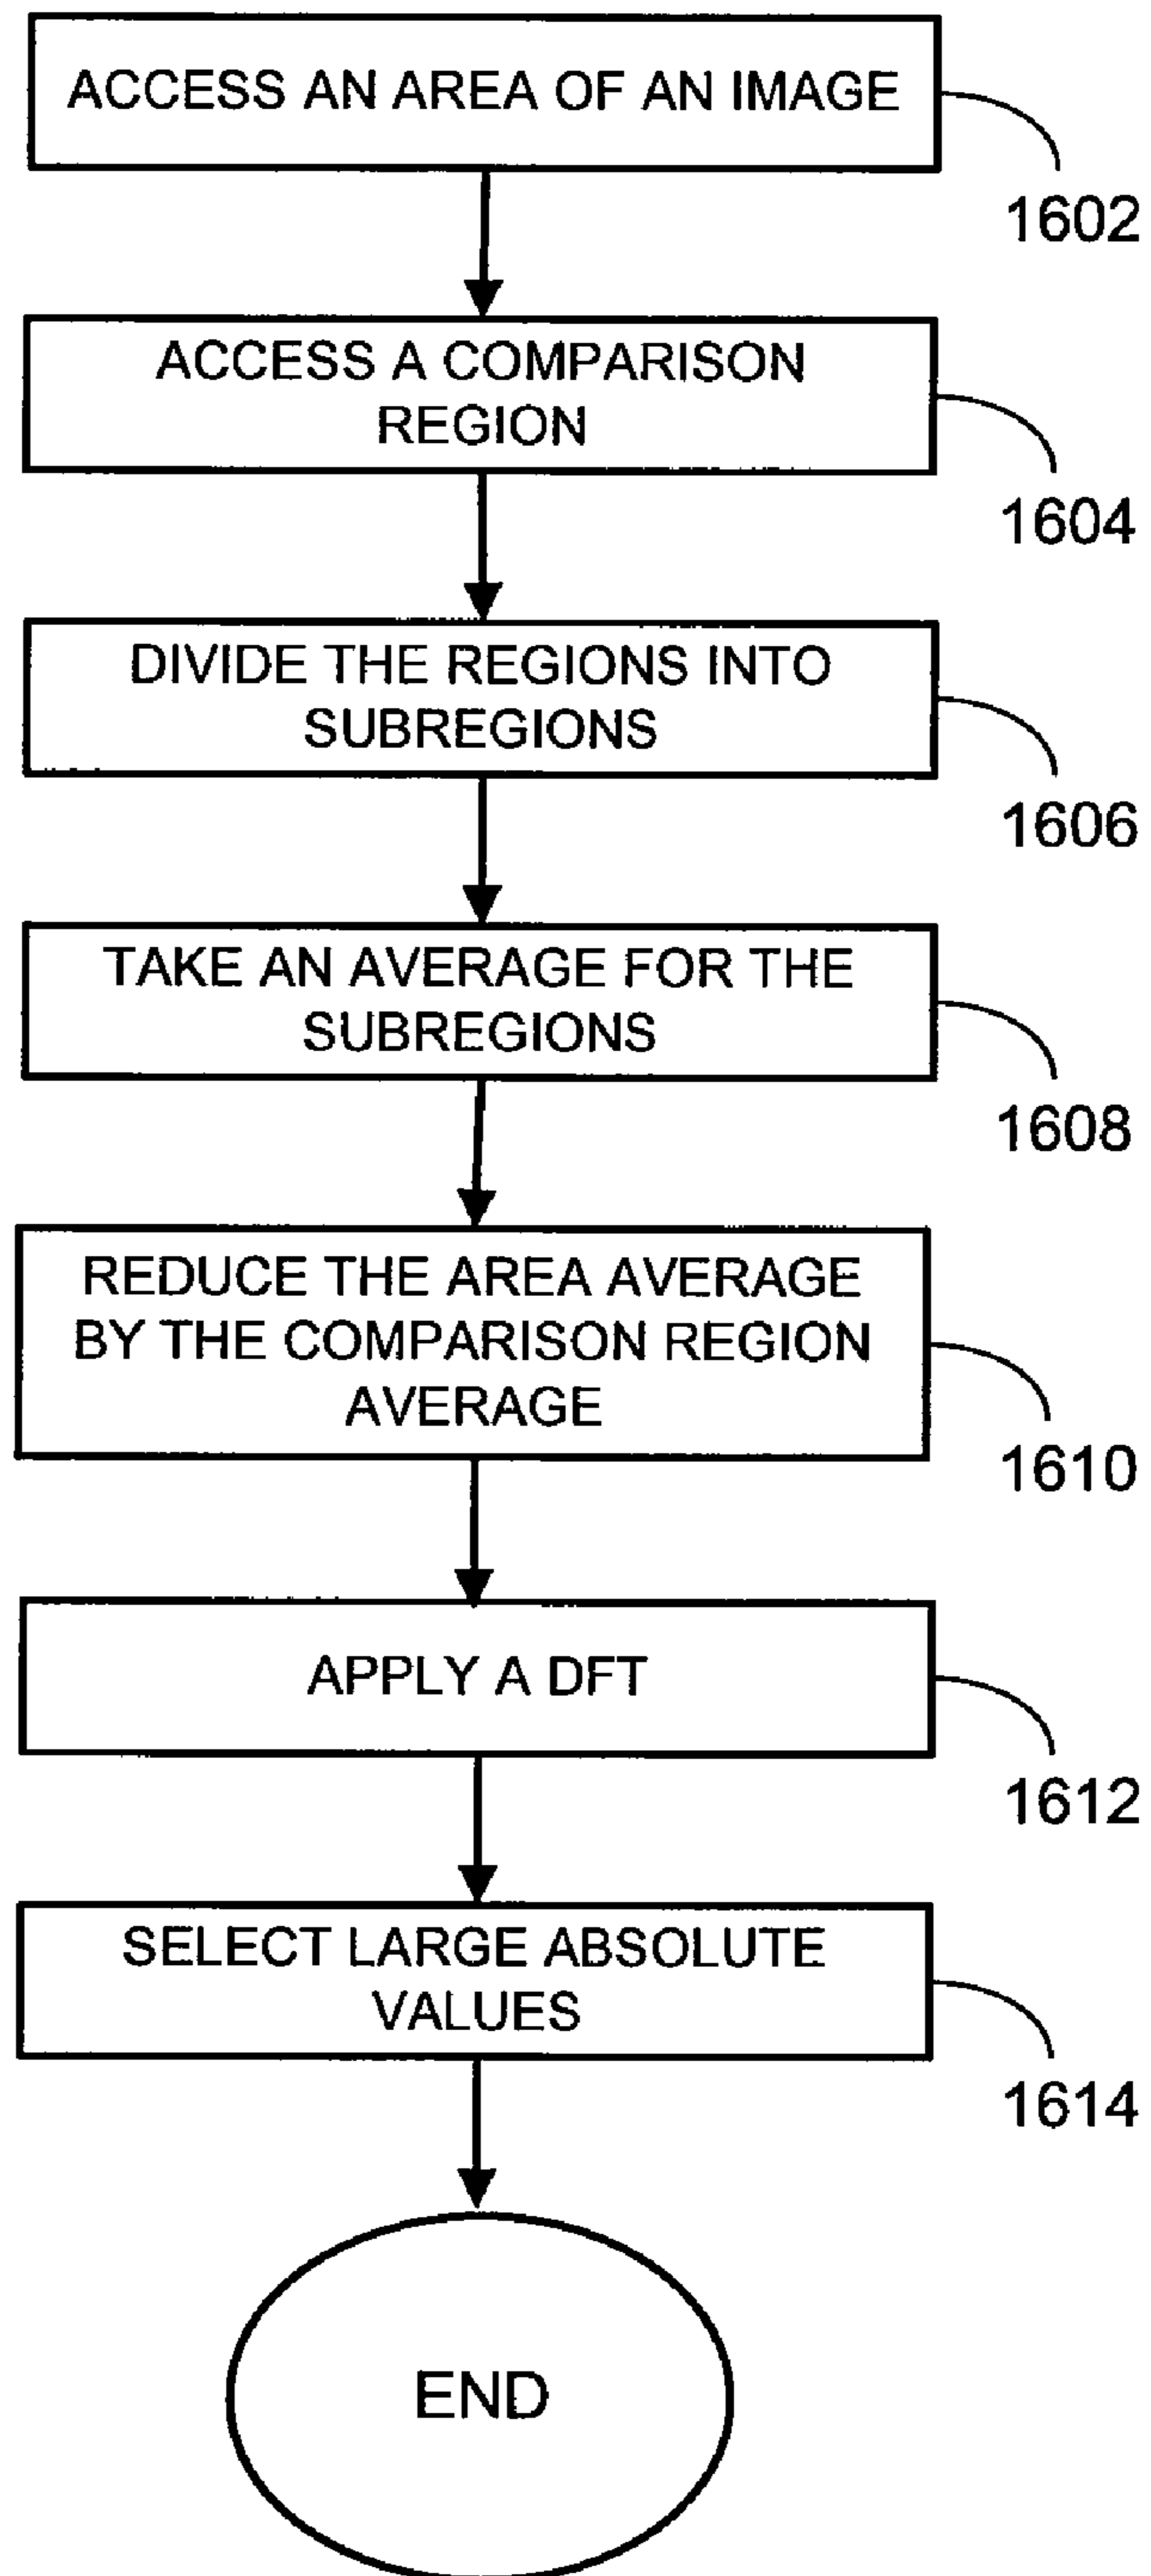 ACCESS AN AREA OF AN IMAGE
1602
ACCESS A COMPARISON
REGION
1604
DIVIDE THE REGIONS INTO
SUBREGIONS
1606
TAKE AN AVERAGE FOR THE
SUBREGIONS
1608
REDUCE THE AREA AVERAGE
BY THE COMPARISON REGION
AVERAGE
1610
APPLY A DFT
1612
SELECT LARGE ABSOLUTE
VALUES
1614
END